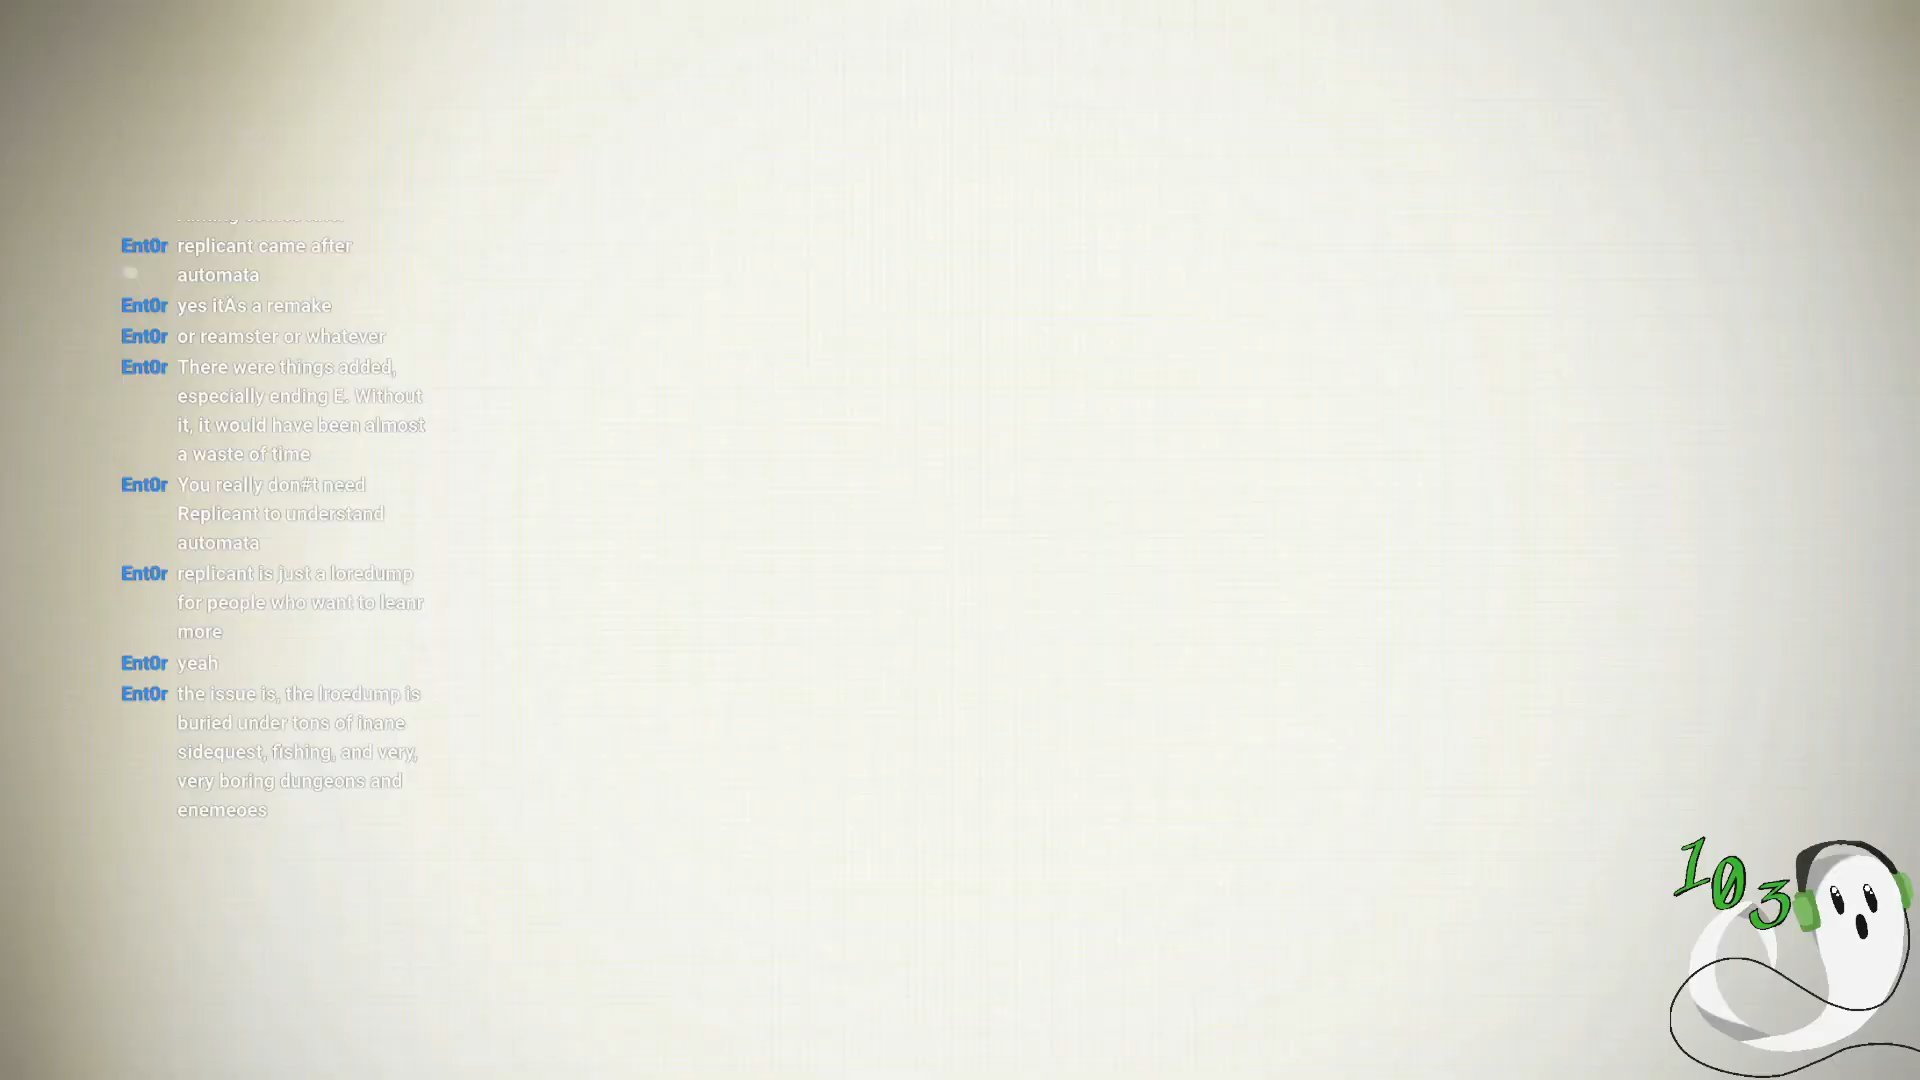 Ent0r replicant came after
automata
Ent0r yes itÄs a remake
Ent0r or reamster or whatever
Ent0r There were things added,
especially ending E. Without
it, it would have been almost
a waste of time
Ent0r You really don#t need
Replicant to understand
automata
Ent0r replicant is just a loredump
for people who want to leanr
more
Ent0r yeah
Ent0r the issue is, the lroedump is
buried under tons of inane
sidequest, fishing, and very,
very boring dungeons and
enemeoes
103